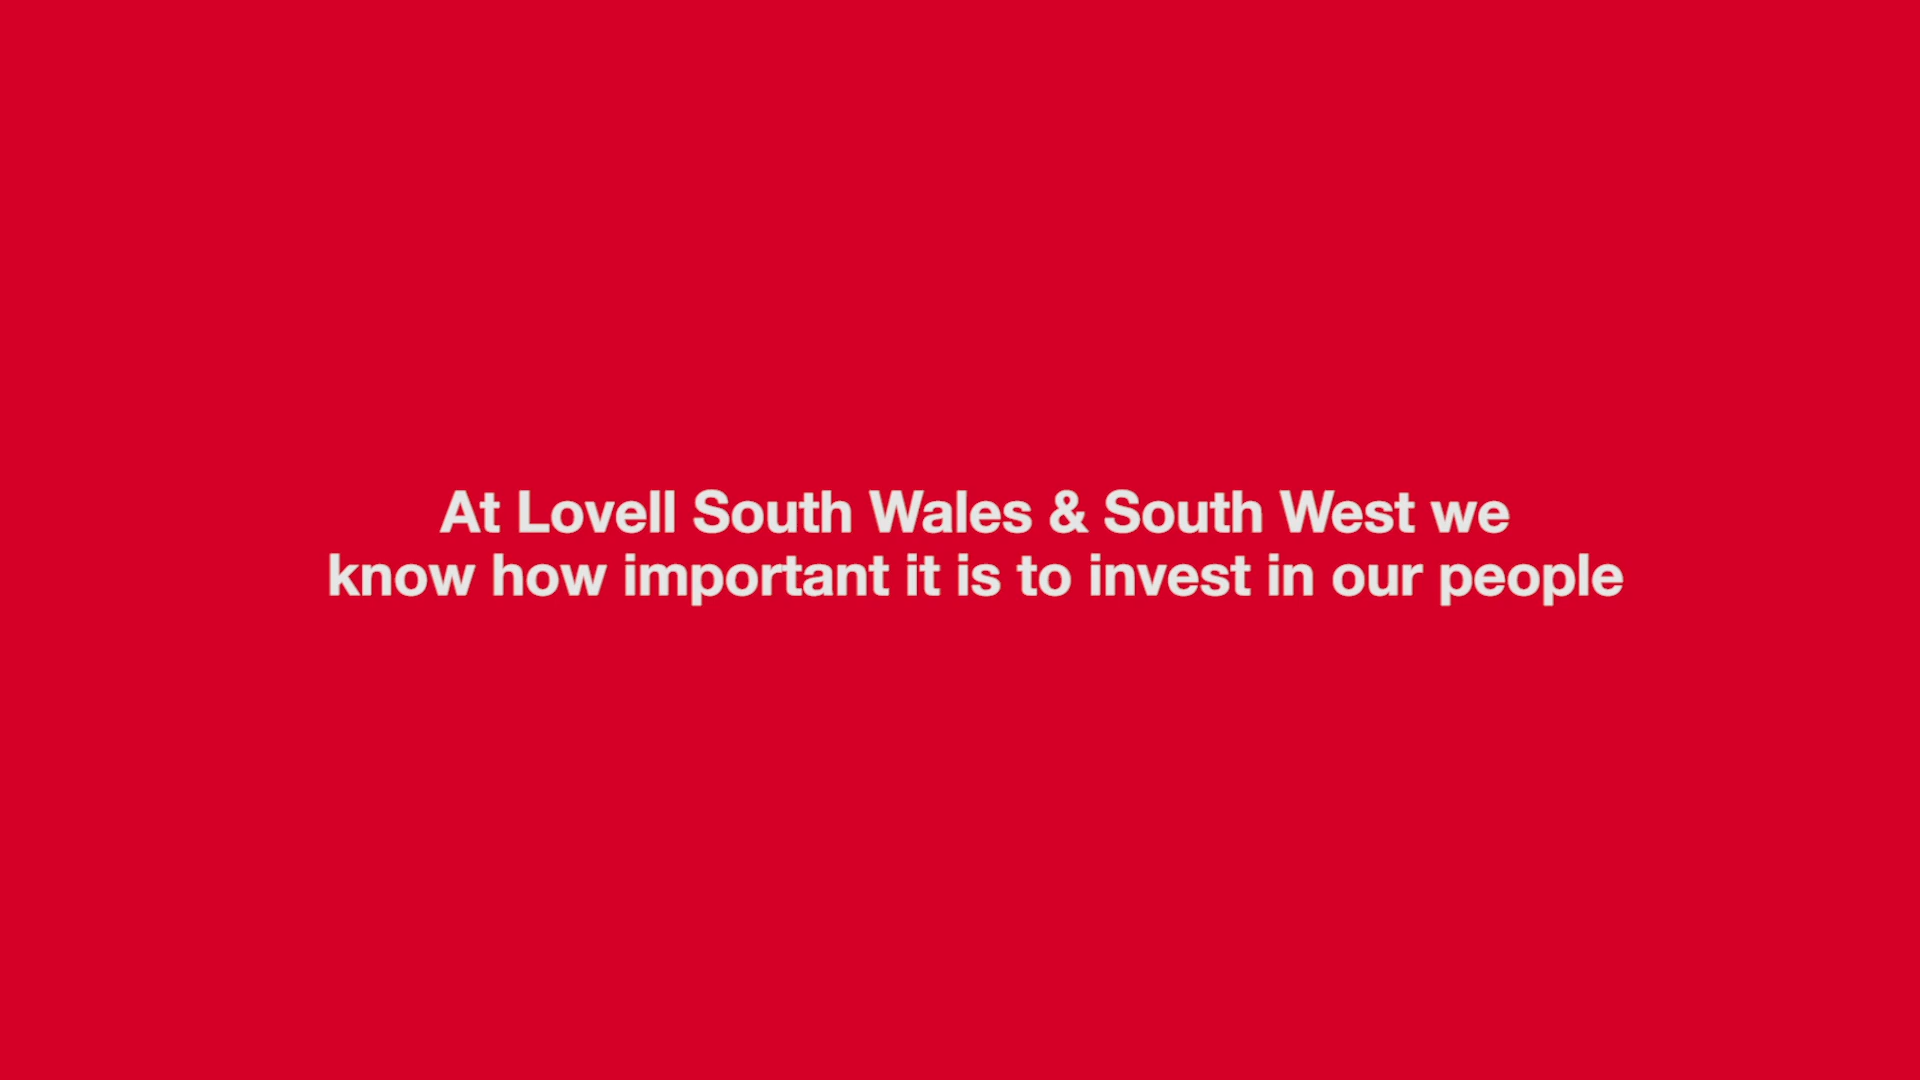 At Lovell South Wales & South West we
know how important it is to invest in our people